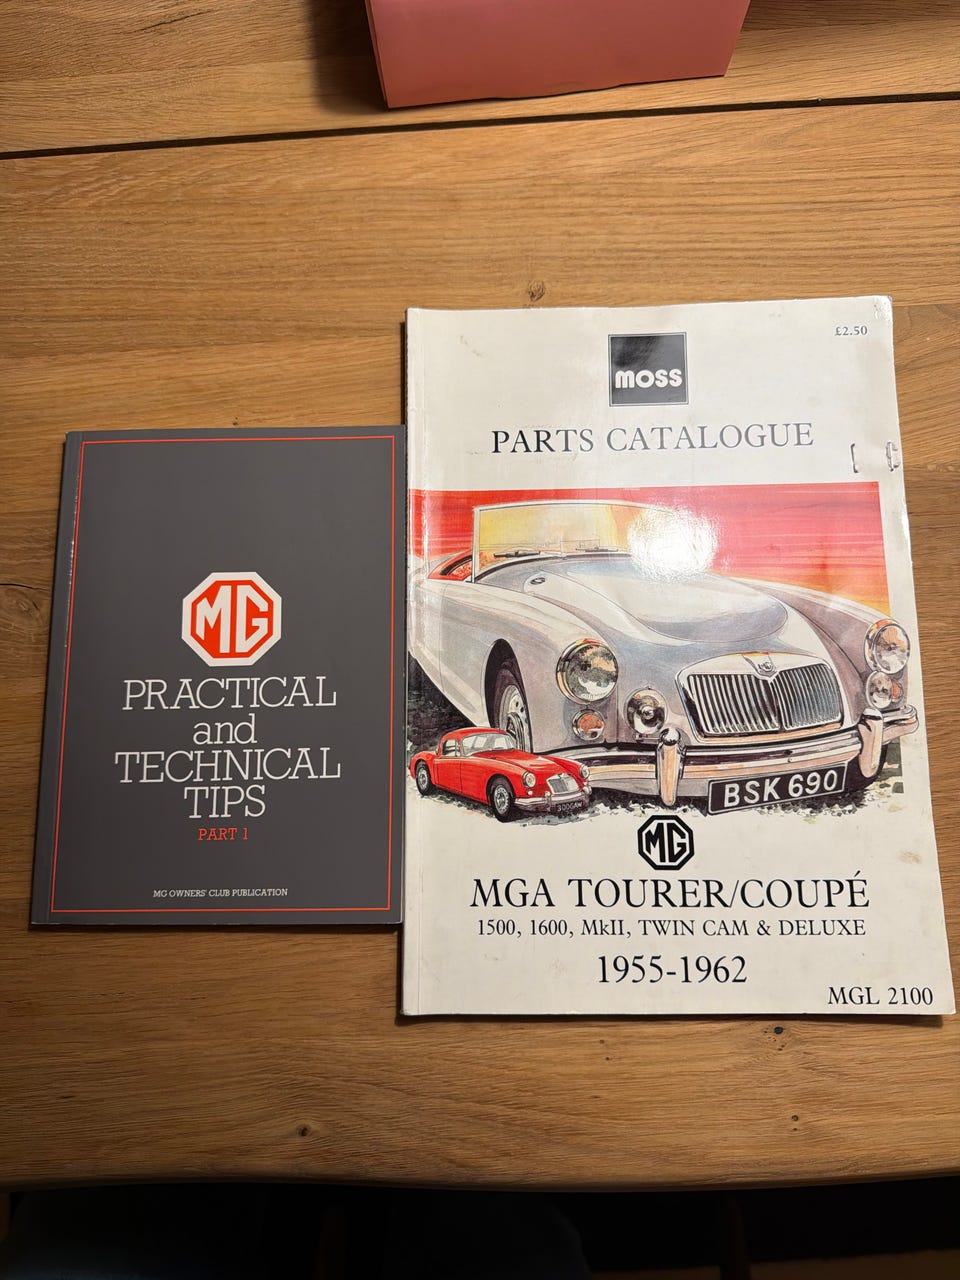 MG
PRACTICAL
and
TECHNICAL
TIPS
PART 1
MG OWNERS' CLUB PUBLICATION
£2.50
moss
PARTS CATALOGUE
BSK 690
MG
MGA TOURER/COUPÉ
1500, 1600, MkII, TWIN CAM & DELUXE
1955-1962
MGL 2100